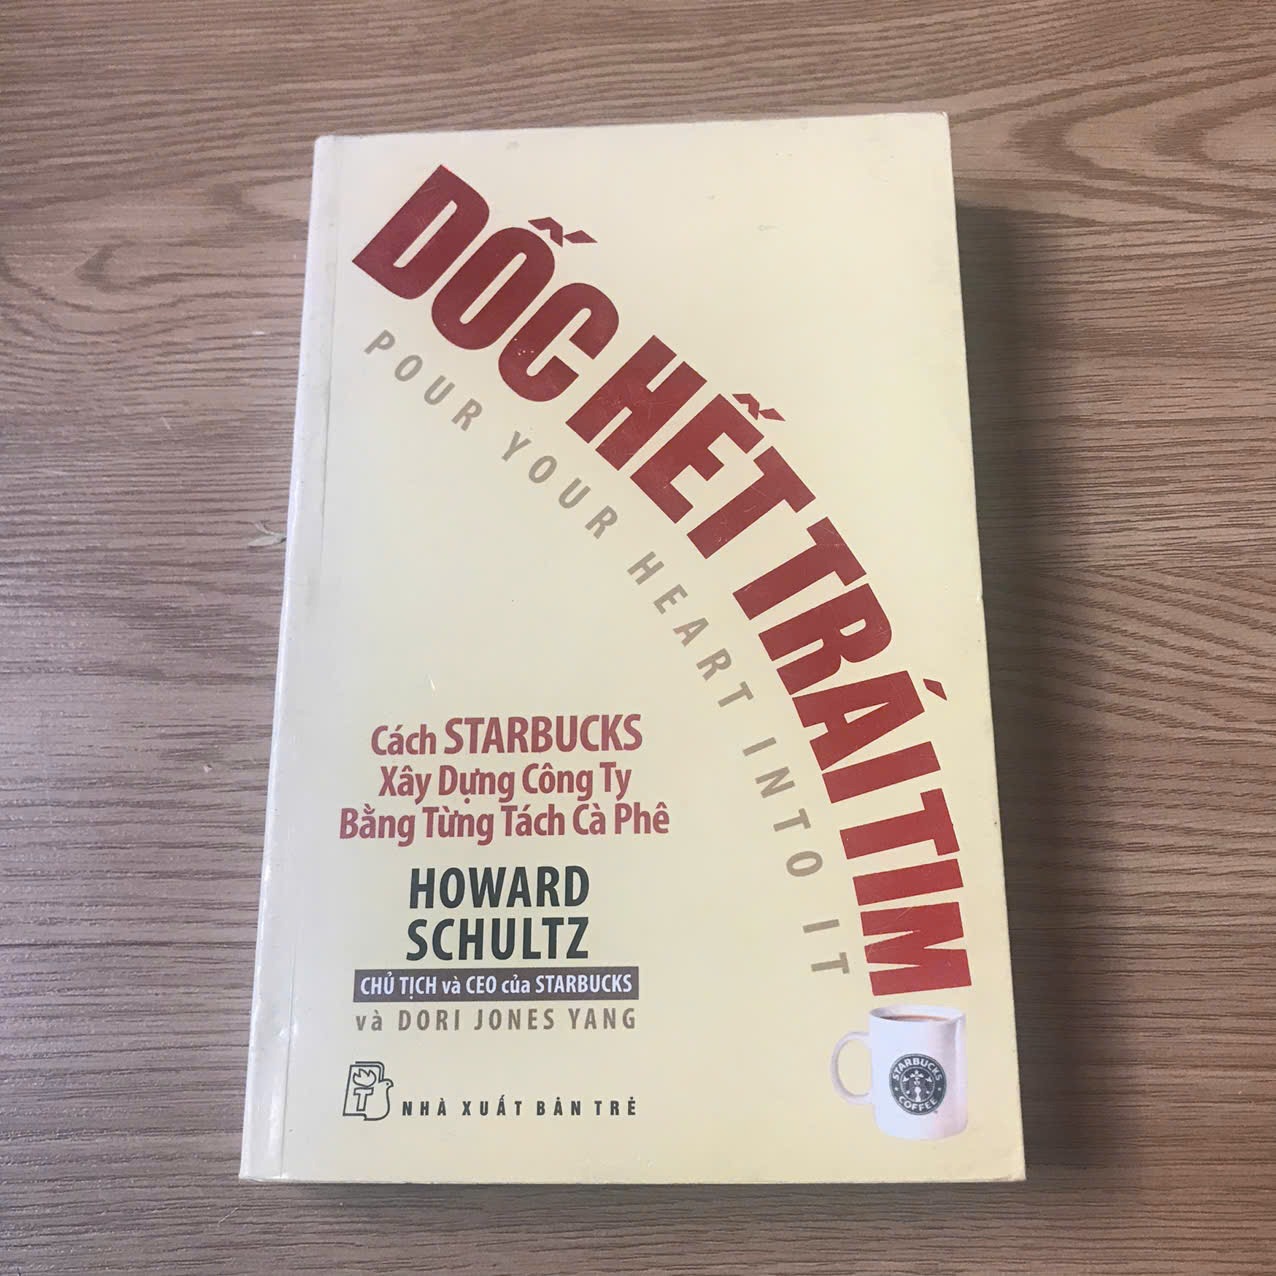 DỐC HẾT TRÁI TIM
POUR YOUR HEART INTO IT
Cách STARBUCKS
Xây Dựng Công Ty
Bằng Từng Tách Cà Phê
HOWARD
SCHULTZ
CHỦ TỊCH và CEO của STARBUCKS
và DORI JONES YANG
T
NHÀ XUẤT BẢN TRẺ
STARBUCKS
COFFEE